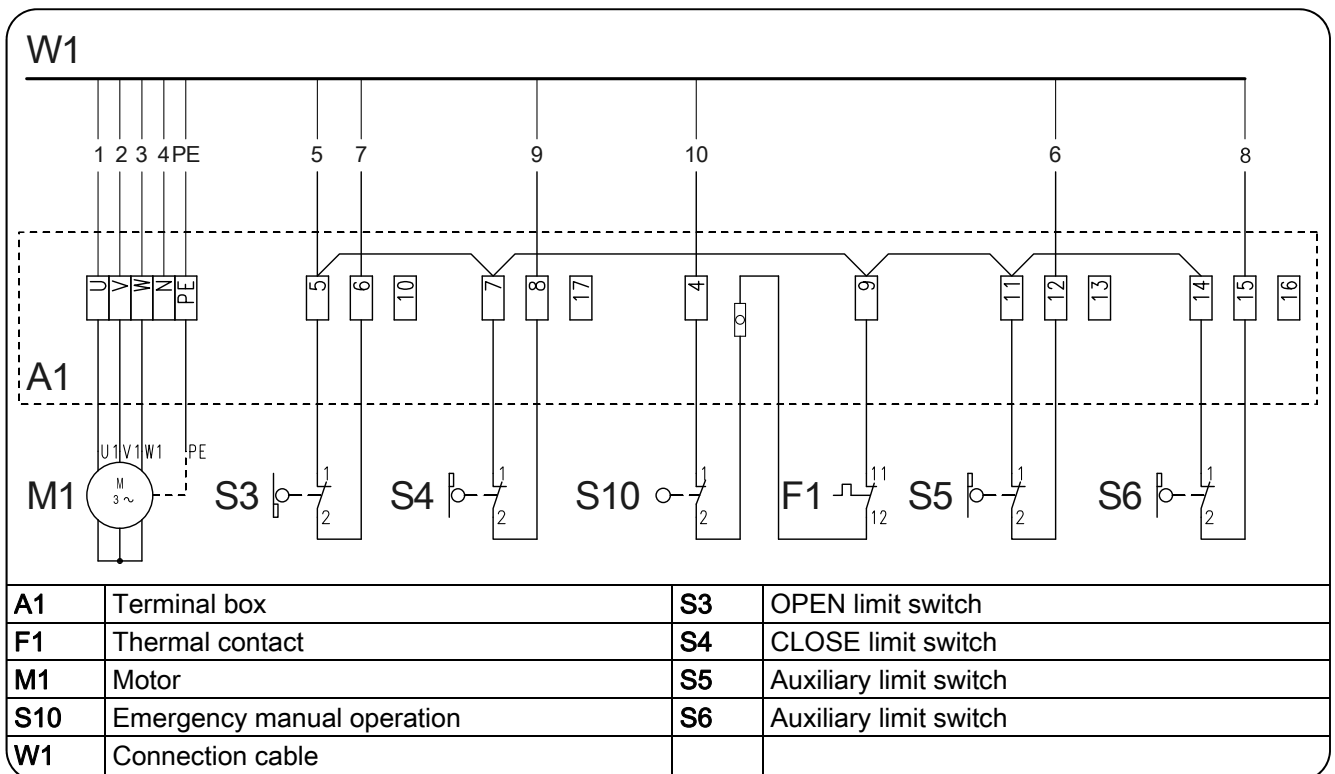 W1
1 2 3 4 PE 5 7 9 10 6 8
U V W N PE 5 6 10 7 8 17 4 9 11 12 13 14 15 16
A1
U1 V1 W1 PE
M1 M 3 ~ S3 1 2 S4 1 2 S10 1 2 F1 11 12 S5 1 2 S6 1 2
A1 Terminal box S3 OPEN limit switch
F1 Thermal contact S4 CLOSE limit switch
M1 Motor S5 Auxiliary limit switch
S10 Emergency manual operation S6 Auxiliary limit switch
W1 Connection cable